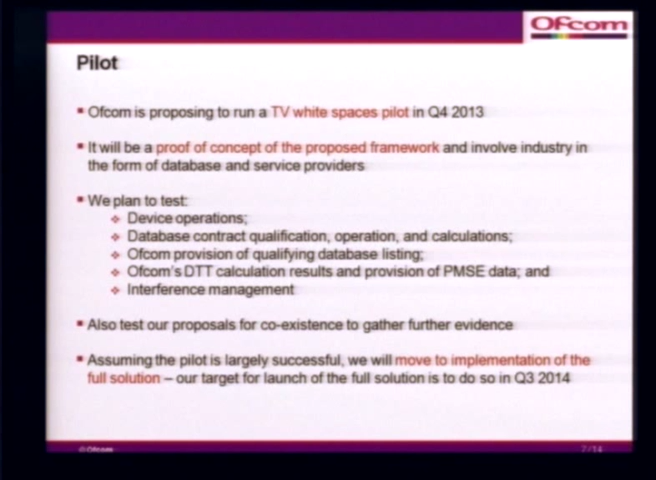 Ofcom
Pilot
▪ Ofcom is proposing to run a TV white spaces pilot in Q4 2013
▪ It will be a proof of concept of the proposed framework and involve industry in
the form of database and service providers
▪ We plan to test:
❖ Device operations;
❖ Database contract qualification, operation, and calculations;
❖ Ofcom provision of qualifying database listing;
❖ Ofcom's DTT calculation results and provision of PMSE data; and
❖ Interference management
▪ Also test our proposals for co-existence to gather further evidence
▪ Assuming the pilot is largely successful, we will move to implementation of the
full solution – our target for launch of the full solution is to do so in Q3 2014
© Ofcom 7/14